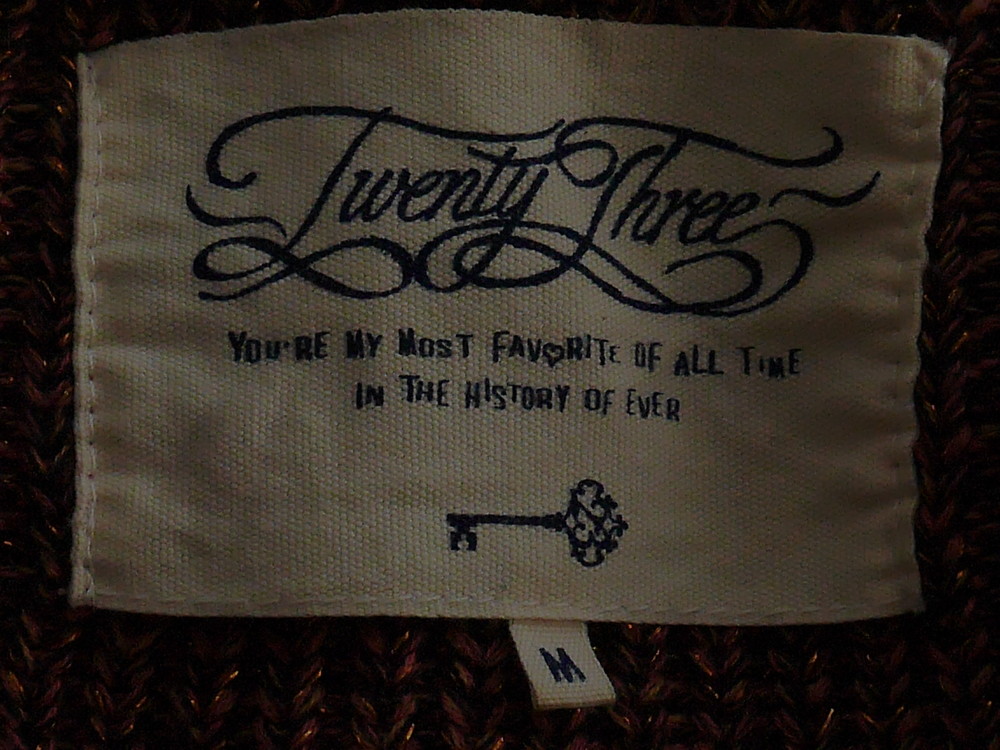 Twenty Three
YOU'RE MY MOST FAVORITE OF ALL TIME
IN THE HISTORY OF EVER
M